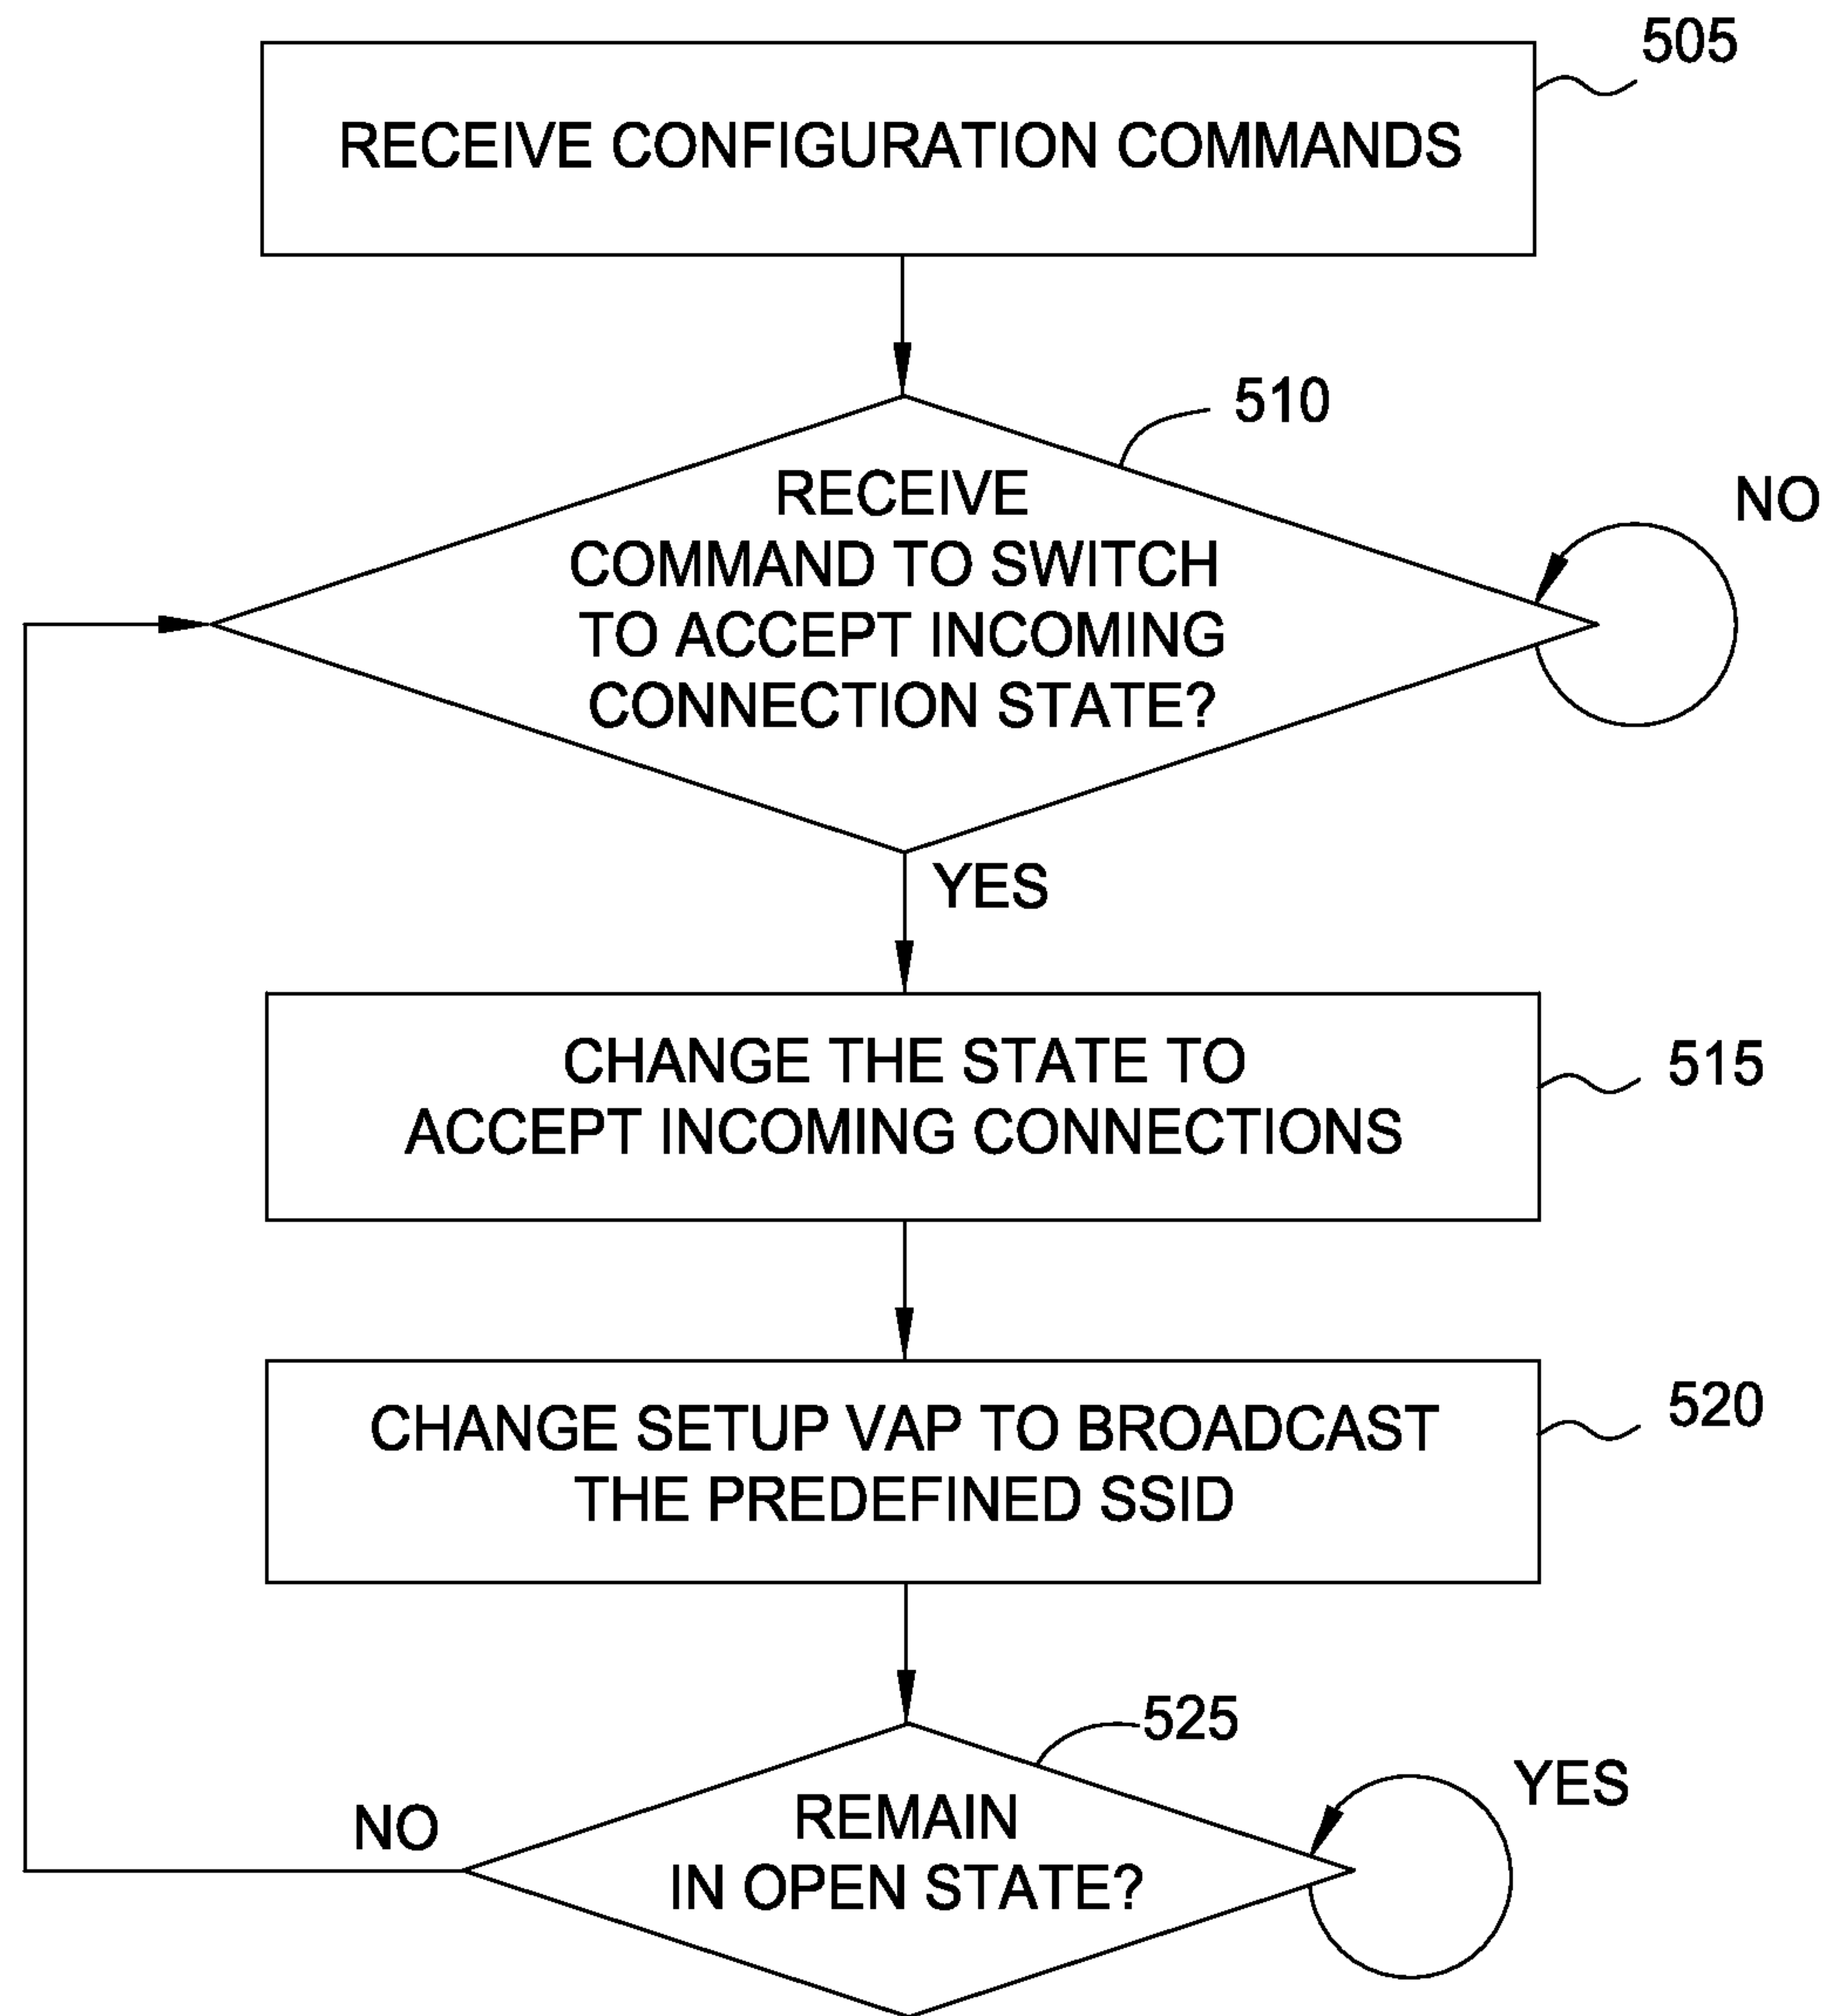 505
RECEIVE CONFIGURATION COMMANDS
510
RECEIVE
COMMAND TO SWITCH
TO ACCEPT INCOMING
CONNECTION STATE?
NO
YES
CHANGE THE STATE TO
ACCEPT INCOMING CONNECTIONS
515
CHANGE SETUP VAP TO BROADCAST
THE PREDEFINED SSID
520
525
REMAIN
IN OPEN STATE?
YES
NO